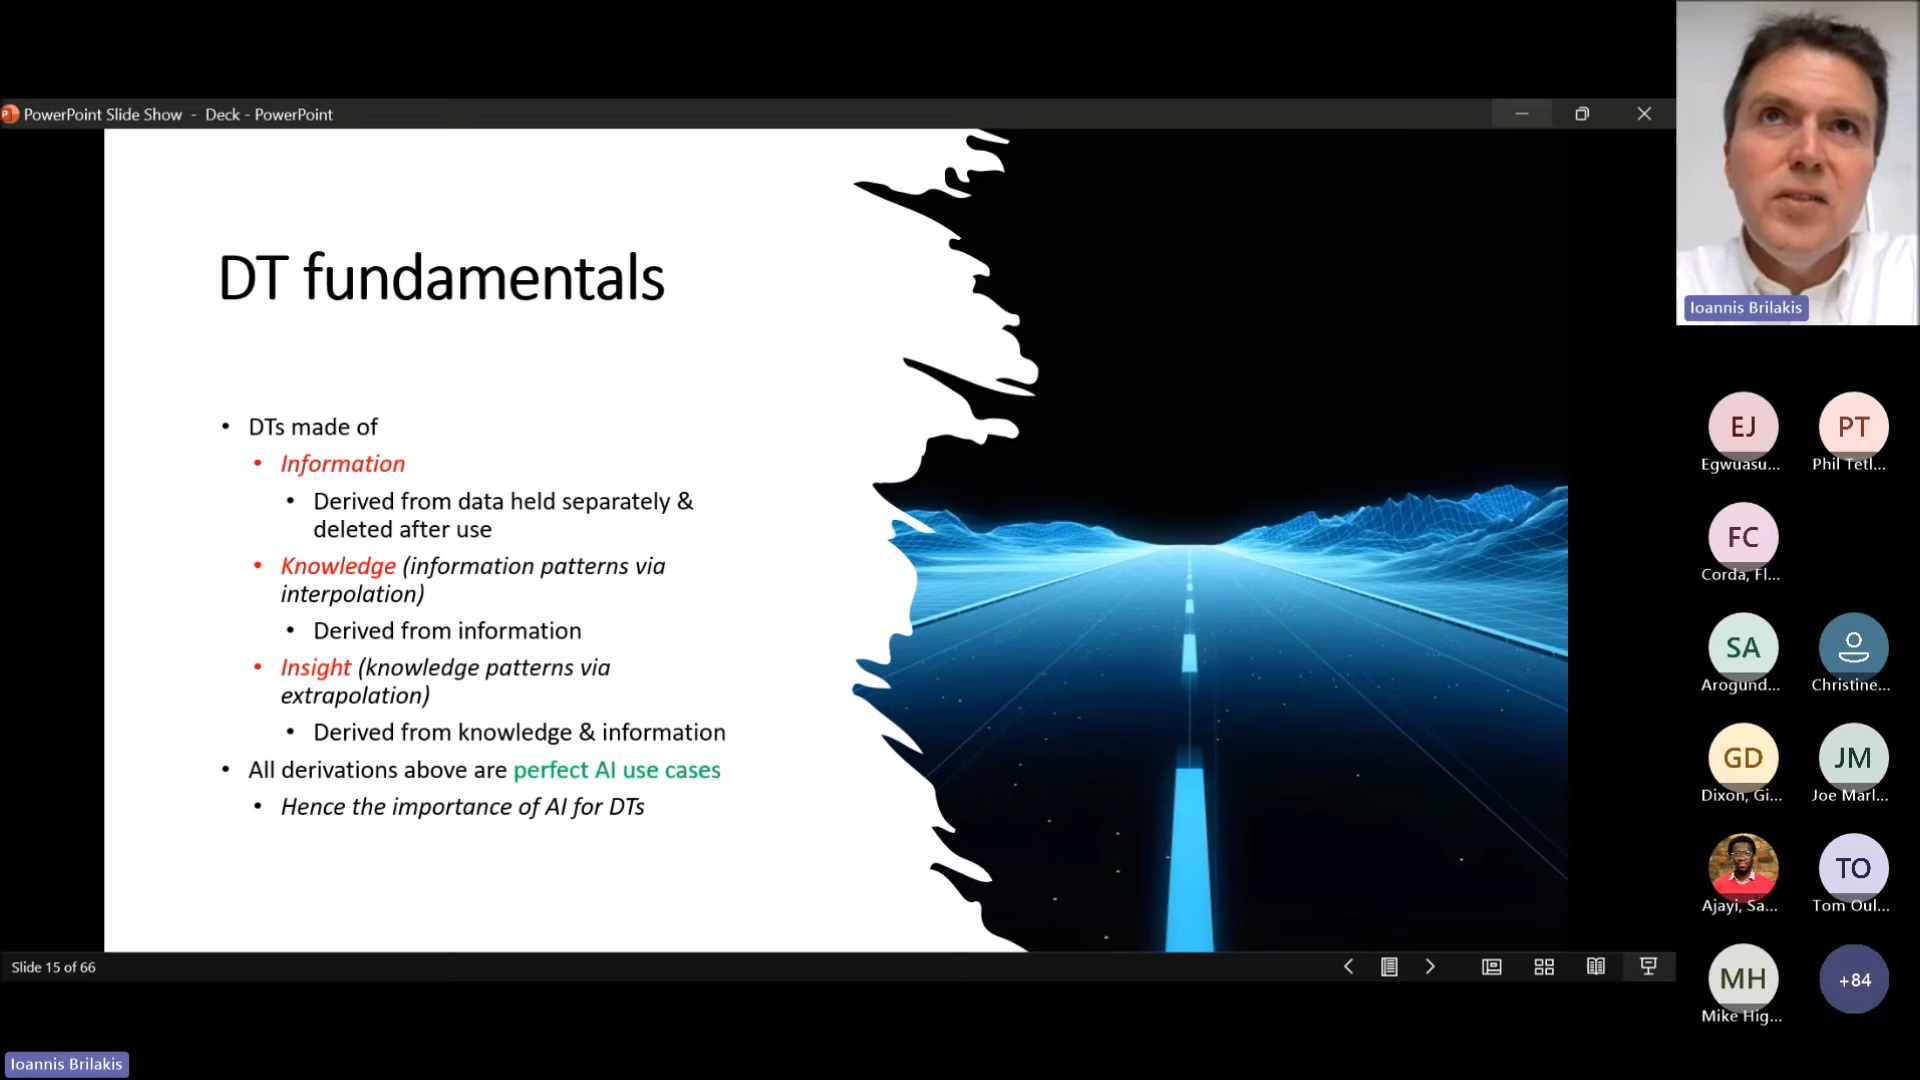 PowerPoint Slide Show - Deck - PowerPoint
DT fundamentals
• DTs made of
• Information
• Derived from data held separately &
deleted after use
• Knowledge (information patterns via
interpolation)
• Derived from information
• Insight (knowledge patterns via
extrapolation)
• Derived from knowledge & information
• All derivations above are perfect AI use cases
• Hence the importance of AI for DTs
Slide 15 of 66
Ioannis Brilakis
Ioannis Brilakis
EJ
Egwuasu...
PT
Phil Tetl...
FC
Corda, Fl...
SA
Arogund...
Christine...
GD
Dixon, Gi...
JM
Joe Marl...
Ajayi, Sa...
TO
Tom Oul...
MH
Mike Hig...
+84